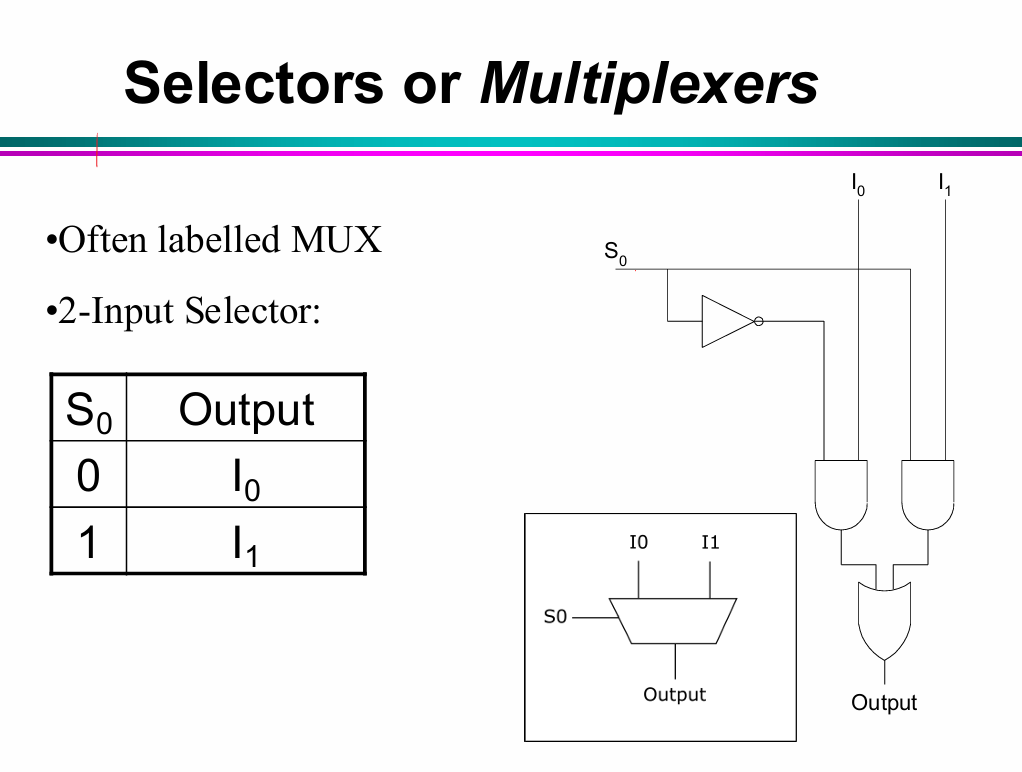 Selectors or Multiplexers
•Often labelled MUX
•2-Input Selector:
S₀ Output
0 I₀
1 I₁
I₀ I₁
S₀
Output
I0 I1
S0
Output